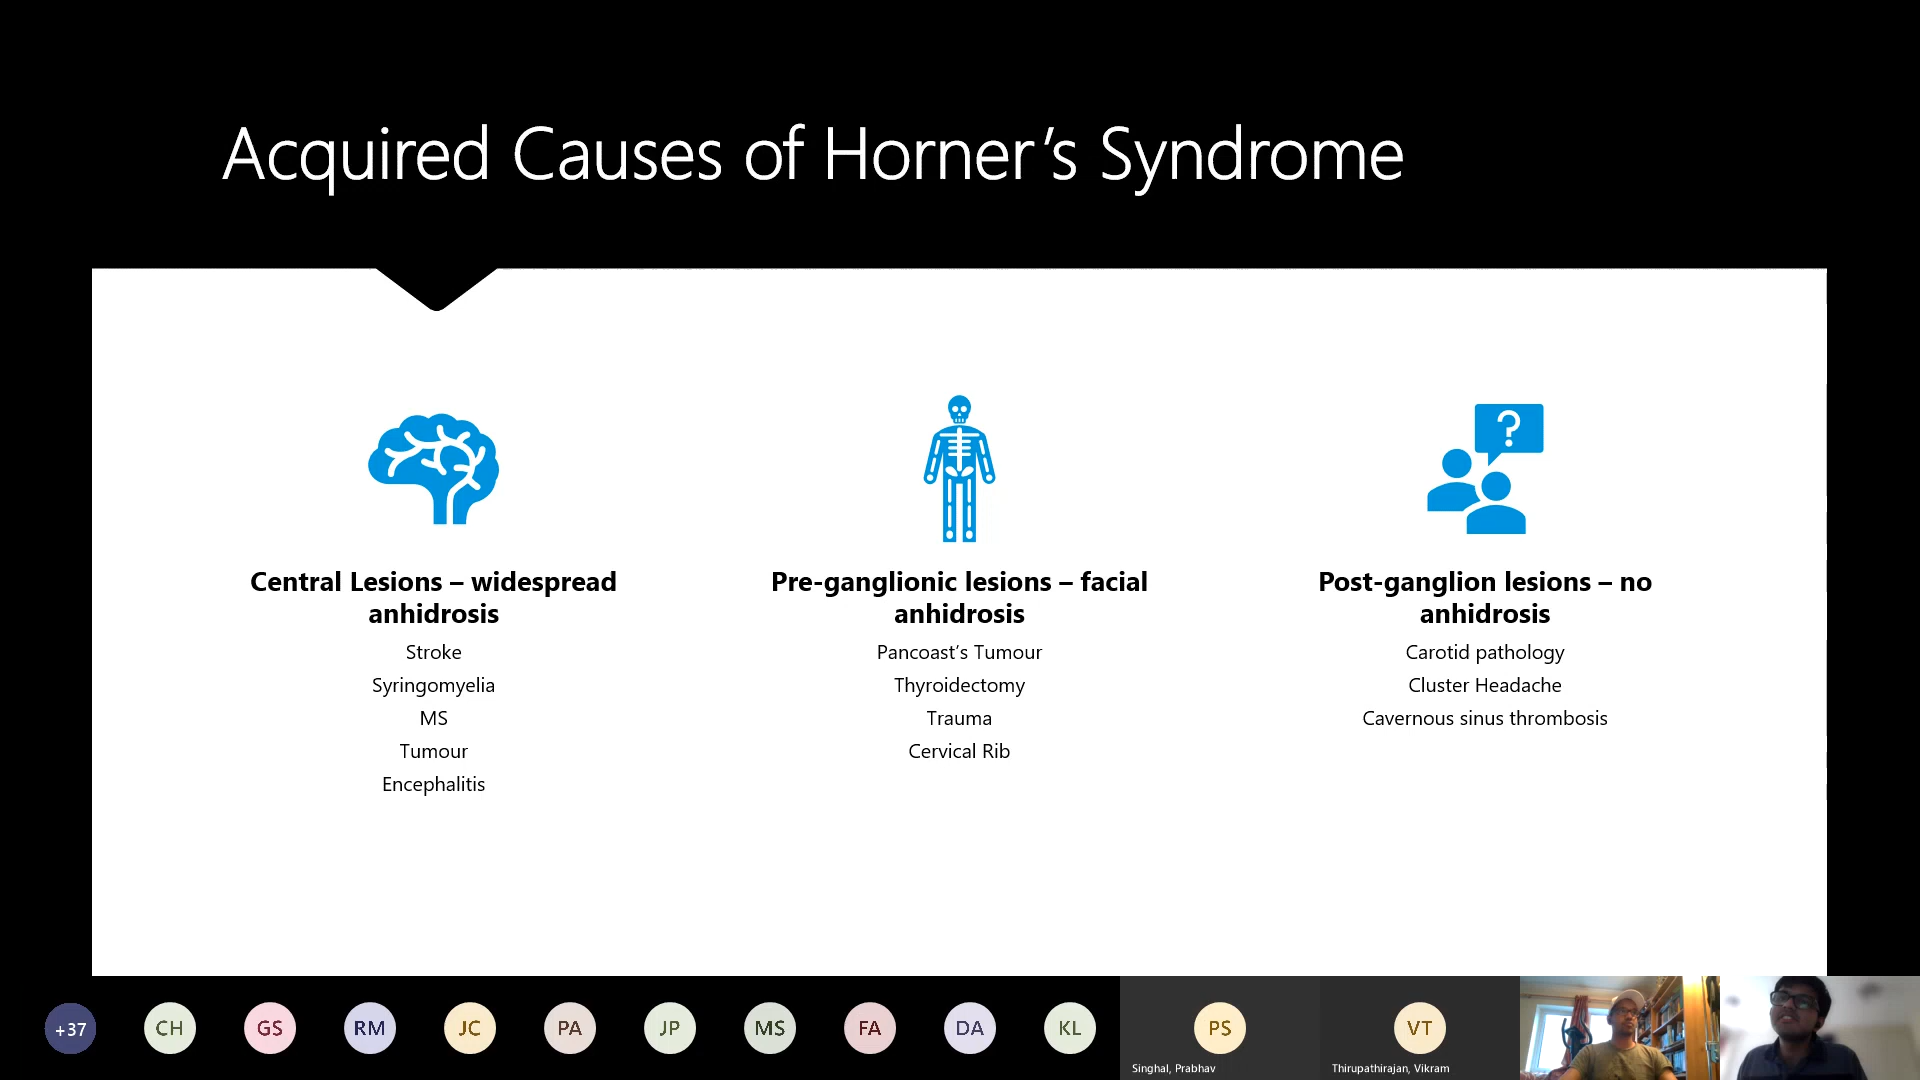 Acquired Causes of Horner’s Syndrome
?
Central Lesions – widespread
anhidrosis
Stroke
Syringomyelia
MS
Tumour
Encephalitis
Pre-ganglionic lesions – facial
anhidrosis
Pancoast’s Tumour
Thyroidectomy
Trauma
Cervical Rib
Post-ganglion lesions – no
anhidrosis
Carotid pathology
Cluster Headache
Cavernous sinus thrombosis
+37
CH
GS
RM
JC
PA
JP
MS
FA
DA
KL
PS
Singhal, Prabhav
VT
Thirupathirajan, Vikram